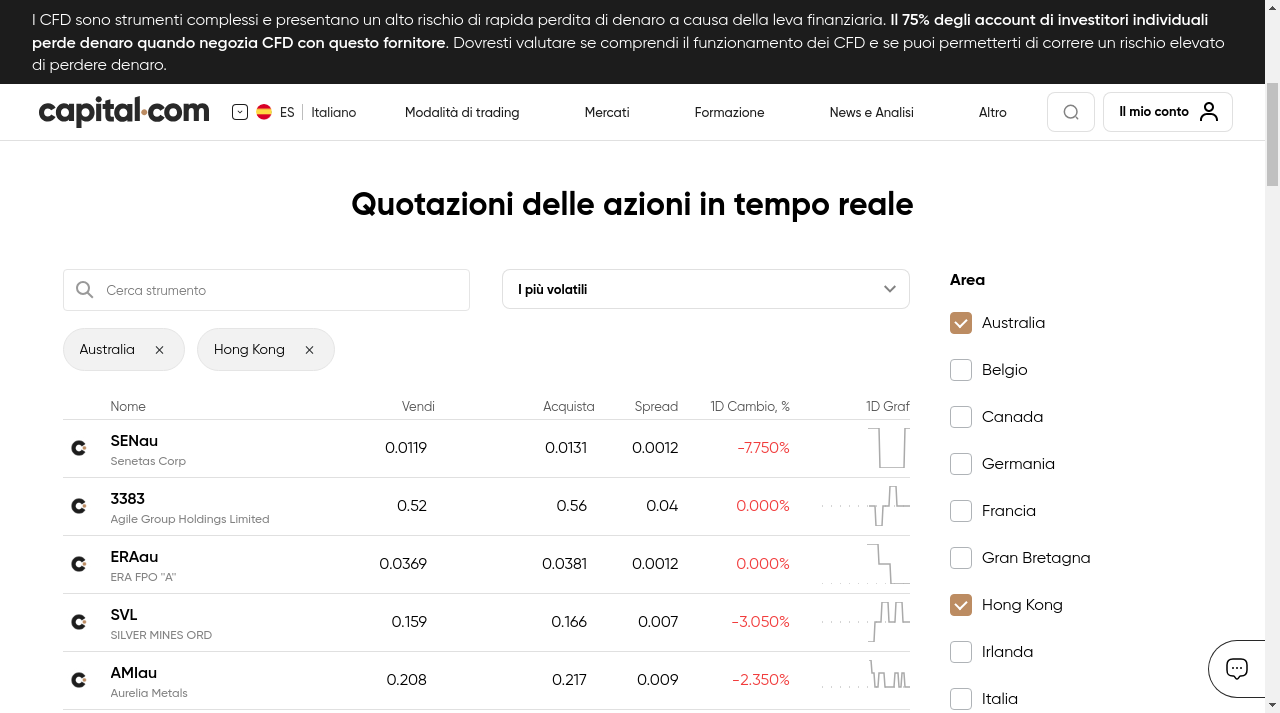 I CFD sono strumenti complessi e presentano un alto rischio di rapida perdita di denaro a causa della leva finanziaria. Il 75% degli account di investitori individuali
perde denaro quando negozia CFD con questo fornitore. Dovresti valutare se comprendi il funzionamento dei CFD e se puoi permetterti di correre un rischio elevato
di perdere denaro.
capital.com ES Italiano Modalità di trading Mercati Formazione News e Analisi Altro Il mio conto
Quotazioni delle azioni in tempo reale
Cerca strumento I più volatili
Australia Hong Kong
Nome Vendi Acquista Spread 1D Cambio, % 1D Graf
SENau 0.0119 0.0131 0.0012 -7.750%
Senetas Corp
3383 0.52 0.56 0.04 0.000%
Agile Group Holdings Limited
ERAau 0.0369 0.0381 0.0012 0.000%
ERA FPO "A"
SVL 0.159 0.166 0.007 -3.050%
SILVER MINES ORD
AMIau 0.208 0.217 0.009 -2.350%
Aurelia Metals
Area
Australia
Belgio
Canada
Germania
Francia
Gran Bretagna
Hong Kong
Irlanda
Italia